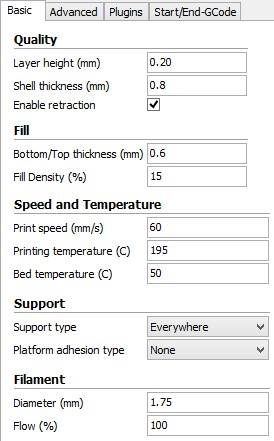 Basic Advanced Plugins Start/End-GCode
Quality
Layer height (mm) 0.20
Shell thickness (mm) 0.8
Enable retraction
Fill
Bottom/Top thickness (mm) 0.6
Fill Density (%) 15
Speed and Temperature
Print speed (mm/s) 60
Printing temperature (C) 195
Bed temperature (C) 50
Support
Support type Everywhere
Platform adhesion type None
Filament
Diameter (mm) 1.75
Flow (%) 100